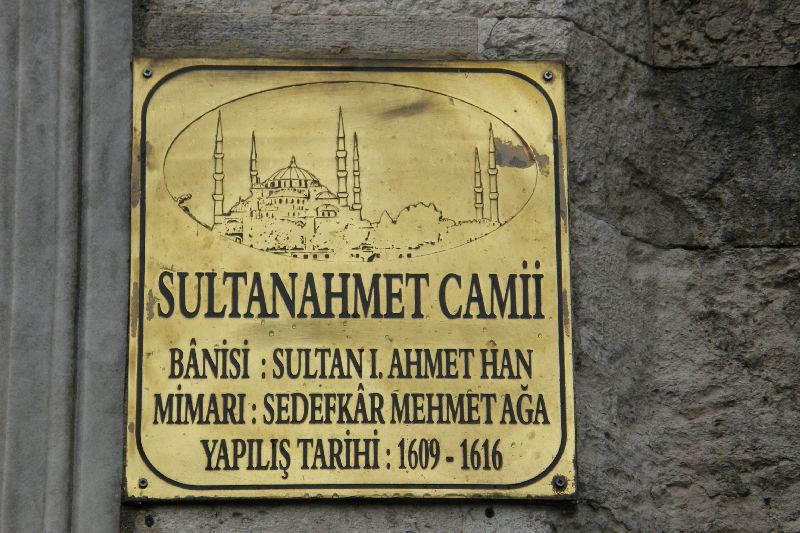 SULTANAHMET CAMİİ
BÂNİSİ : SULTAN I. AHMET HAN
MİMARI : SEDEFKÂR MEHMET AĞA
YAPILIŞ TARİHİ : 1609 - 1616